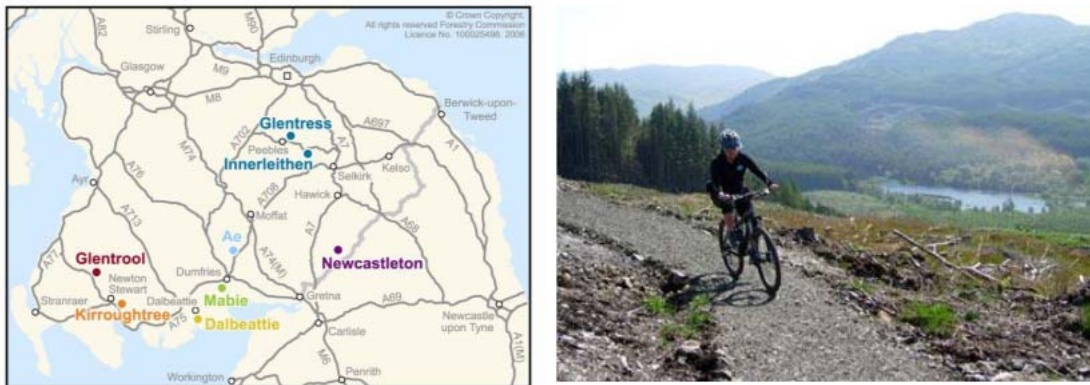 © Crown Copyright.
All rights reserved Forestry Commission
Licence No. 100025498. 2006
A82
Stirling
M90
Edinburgh
Glasgow
M9
M8
Berwick-upon-
Tweed
A702
Glentress
A7
A697
A1
Peebles
Innerleithen
Kelso
Selkirk
M74
A708
Hawick
Ayr
A76
Moffat
A68
A713
A7
Ae
A74(M)
Newcastleton
Glentrool
A77
Newton
Stewart
Dumfries
Mabie
Gretna
A69
Stranraer
Kirroughtree
Dalbeattie
A75
Dalbeattie
Newcastle
upon Tyne
Carlisle
M6
A1(M)
Penrith
Workington